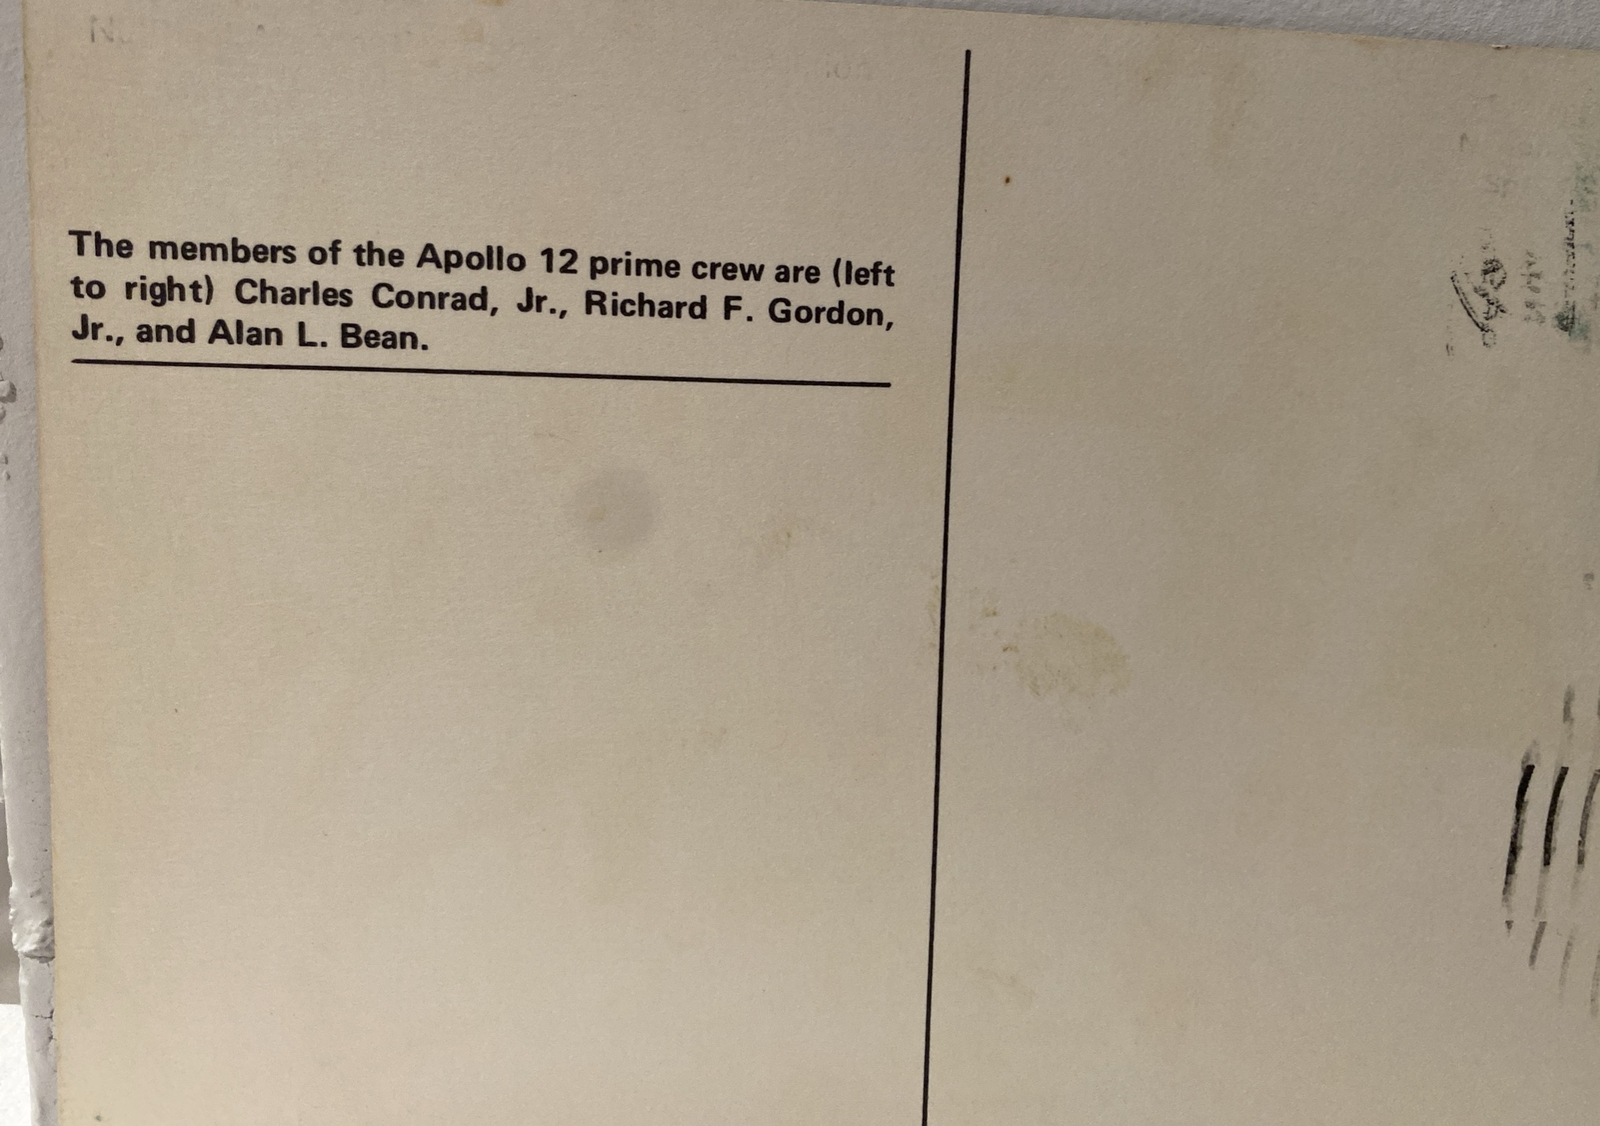 The members of the Apollo 12 prime crew are (left
to right) Charles Conrad, Jr., Richard F. Gordon,
Jr., and Alan L. Bean.